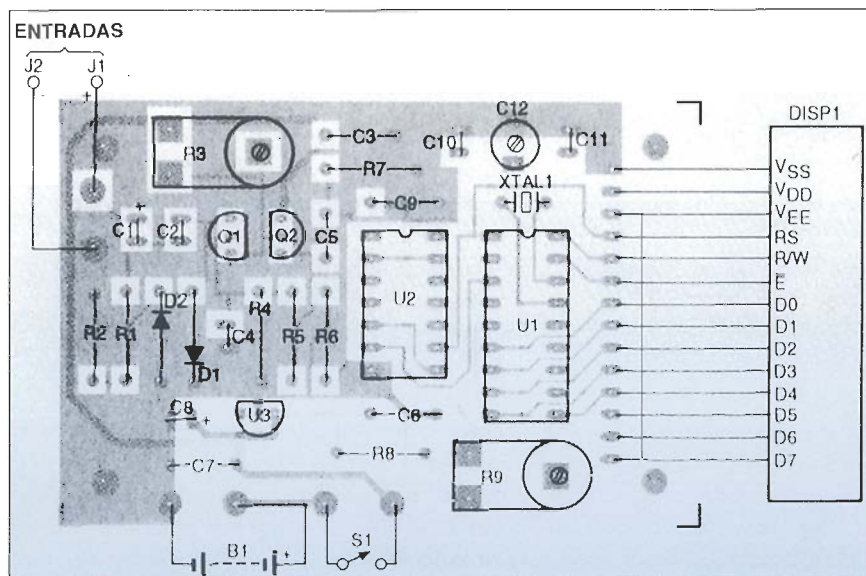 ENTRADAS
J2 J1
+
R3
C3
R7
C9
C10
C12
C11
XTAL1
DISP1
VSS
VDD
VEE
RS
R/W
E
D0
D1
D2
D3
D4
D5
D6
D7
+
C1
C2
Q1
Q2
C5
U2
U1
R2
R1
D2
D1
C4
R4
R5
R6
C8
+
U3
C6
C7
R8
R9
B1
+
S1